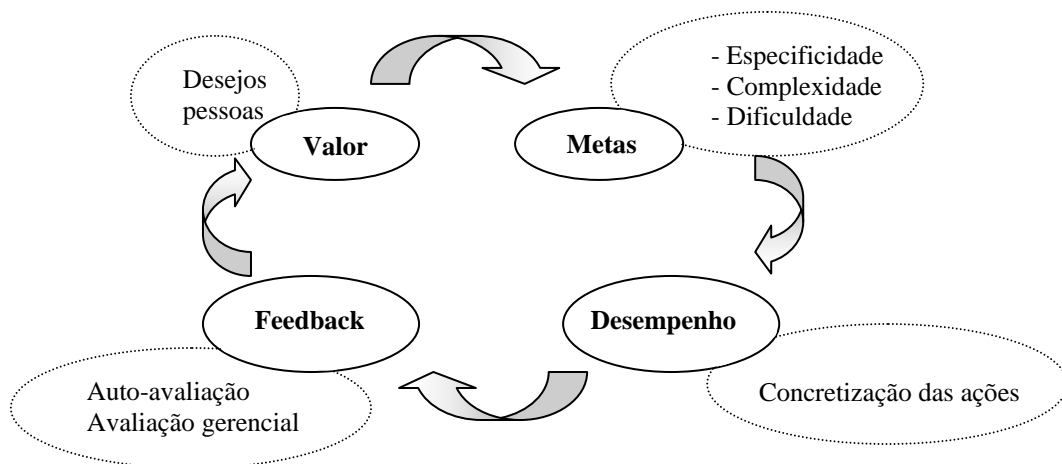 Desejos
pessoas
Valor
- Especificidade
- Complexidade
- Dificuldade
Metas
Feedback
Desempenho
Auto-avaliação
Avaliação gerencial
Concretização das ações